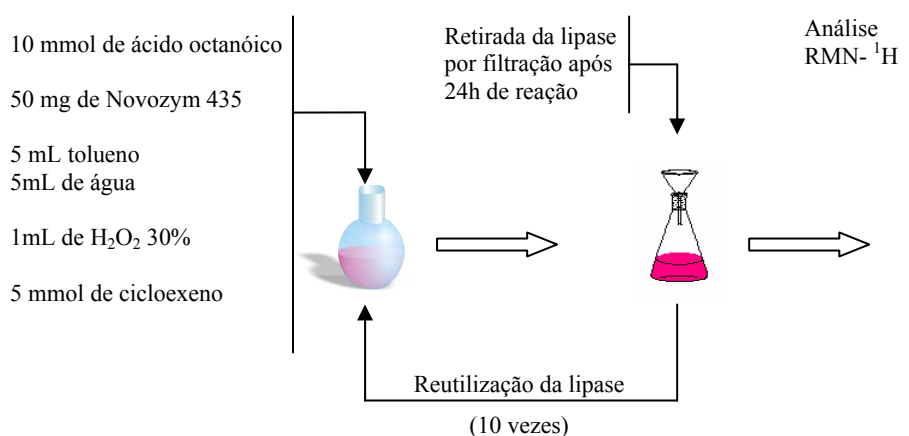 10 mmol de ácido octanóico
50 mg de Novozym 435
5 mL tolueno
5mL de água
1mL de H₂O₂ 30%
5 mmol de cicloexeno
Retirada da lipase
por filtração após
24h de reação
Análise
RMN- ¹H
Reutilização da lipase
(10 vezes)